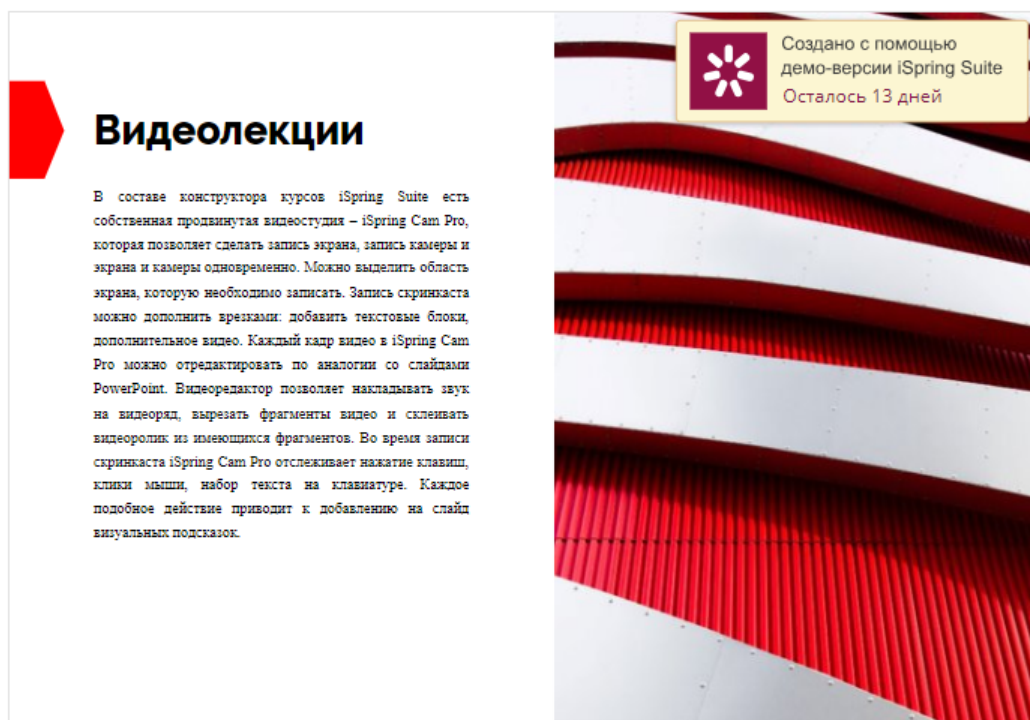 Создано с помощью
демо-версии iSpring Suite
Осталось 13 дней
Видеолекции
В составе конструктора курсов iSpring Suite есть
собственная продвинутая видеостудия – iSpring Cam Pro,
которая позволяет сделать запись экрана, запись камеры и
экрана и камеры одновременно. Можно выделить область
экрана, которую необходимо записать. Запись скринкаста
можно дополнить врезками: добавить текстовые блоки,
дополнительное видео. Каждый кадр видео в iSpring Cam
Pro можно отредактировать по аналогии со слайдами
PowerPoint. Видеоредактор позволяет накладывать звук
на видеоряд, вырезать фрагменты видео и склеивать
видеоролик из имеющихся фрагментов. Во время записи
скринкаста iSpring Cam Pro отслеживает нажатие клавиш,
клики мыши, набор текста на клавиатуре. Каждое
подобное действие приводит к добавлению на слайд
визуальных подсказок.